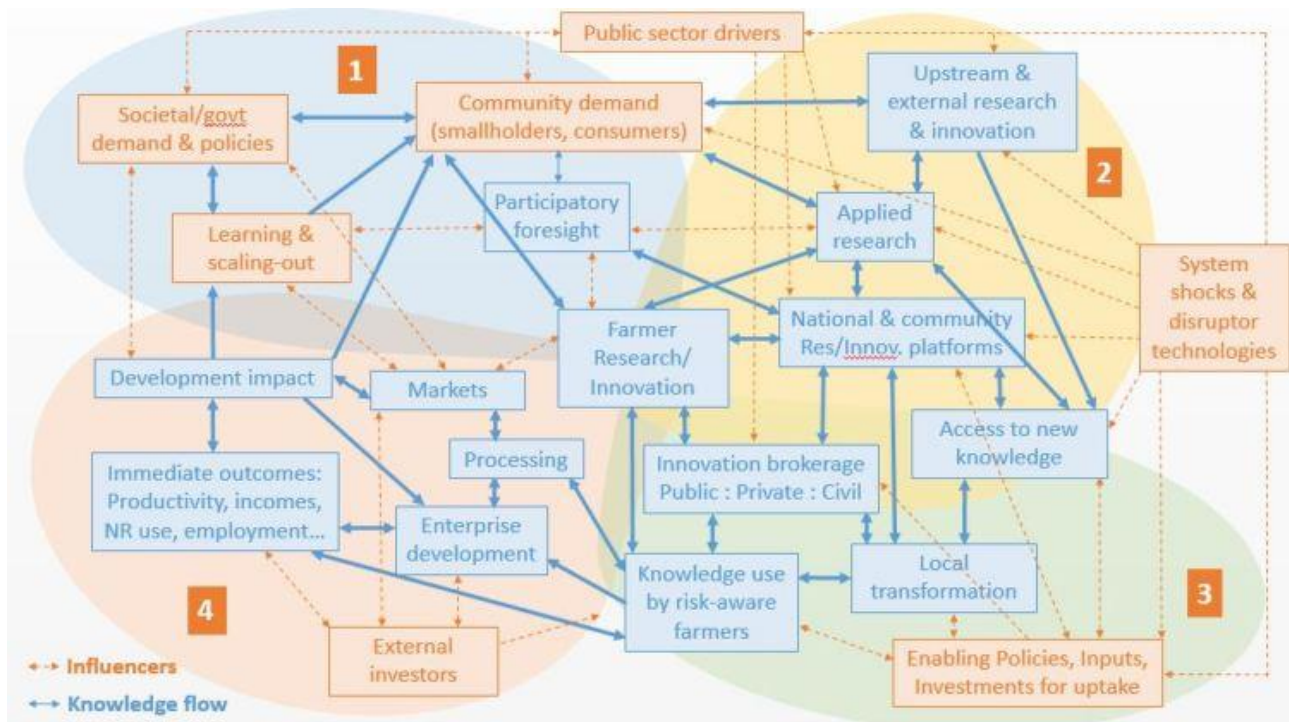 Public sector drivers
1
Societal/govt
demand & policies
Community demand
(smallholders, consumers)
Upstream &
external research
& innovation
2
Participatory
foresight
Applied
research
Learning &
scaling-out
System
shocks &
disruptor
technologies
Farmer
Research/
Innovation
National & community
Res/Innov. platforms
Development impact
Markets
Access to new
knowledge
Processing
Innovation brokerage
Public : Private : Civil
Immediate outcomes:
Productivity, incomes,
NR use, employment...
Enterprise
development
Knowledge use
by risk-aware
farmers
Local
transformation
4
3
External
investors
Enabling Policies, Inputs,
Investments for uptake
Influencers
Knowledge flow